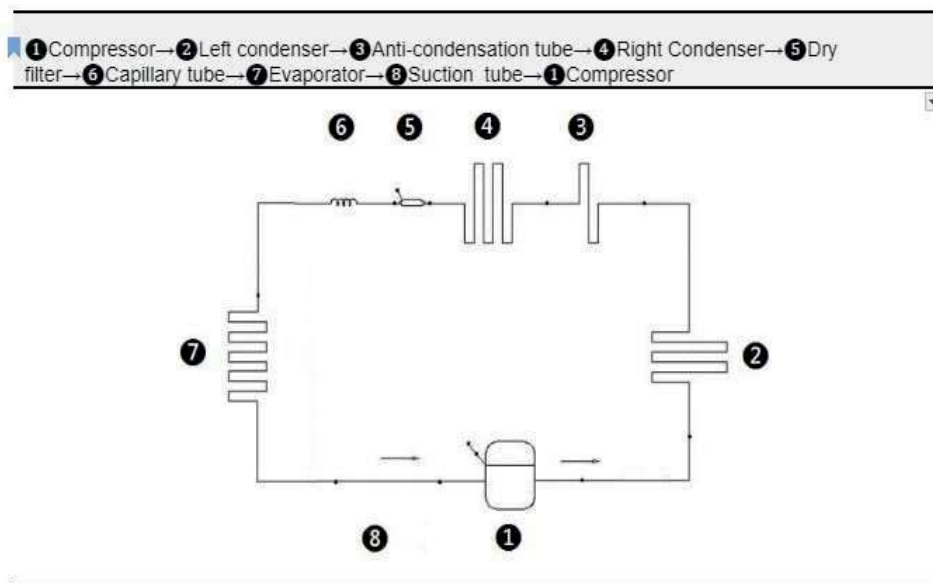 ❶Compressor→❷Left condenser→❸Anti-condensation tube→❹Right Condenser→❺Dry
filter→❻Capillary tube→❼Evaporator→❽Suction tube→❶Compressor
❻ ❺ ❹ ❸
❼ ❷
❽ ❶